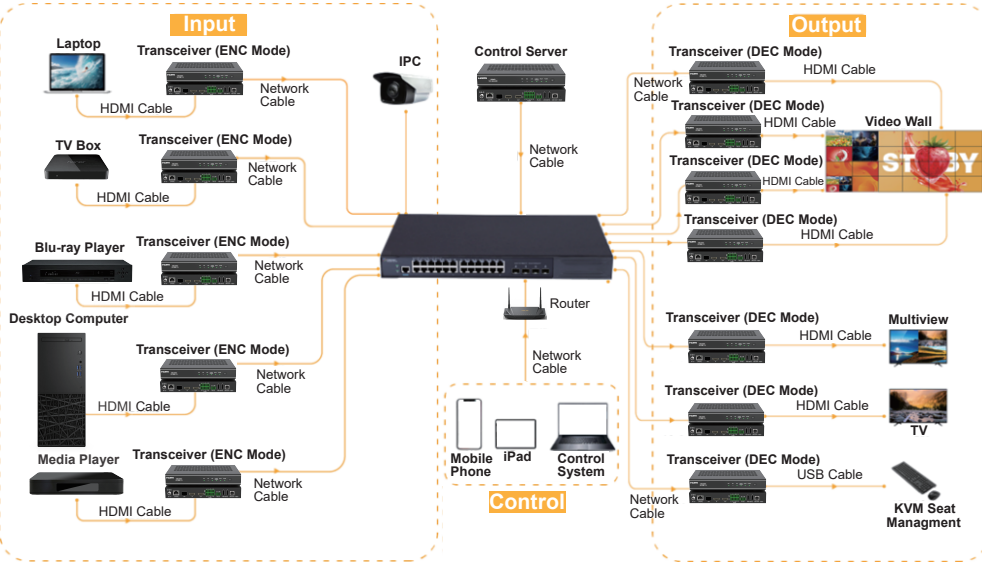 Input
Laptop
Transceiver (ENC Mode)
HDMI Cable
Network
Cable
IPC
TV Box
Transceiver (ENC Mode)
Network
Cable
HDMI Cable
Blu-ray Player
Transceiver (ENC Mode)
Network
Cable
HDMI Cable
Desktop Computer
Transceiver (ENC Mode)
Network
Cable
HDMI Cable
Media Player
Transceiver (ENC Mode)
Network
Cable
HDMI Cable
Control Server
Network
Cable
Router
Network
Cable
Mobile
Phone
iPad
Control
System
Control
Output
Transceiver (DEC Mode)
HDMI Cable
Network
Cable
Transceiver (DEC Mode)
HDMI Cable
Video Wall
Transceiver (DEC Mode)
HDMI Cable
Transceiver (DEC Mode)
HDMI Cable
Transceiver (DEC Mode)
HDMI Cable
Multiview
Transceiver (DEC Mode)
HDMI Cable
TV
Transceiver (DEC Mode)
USB Cable
Network
Cable
KVM Seat
Managment